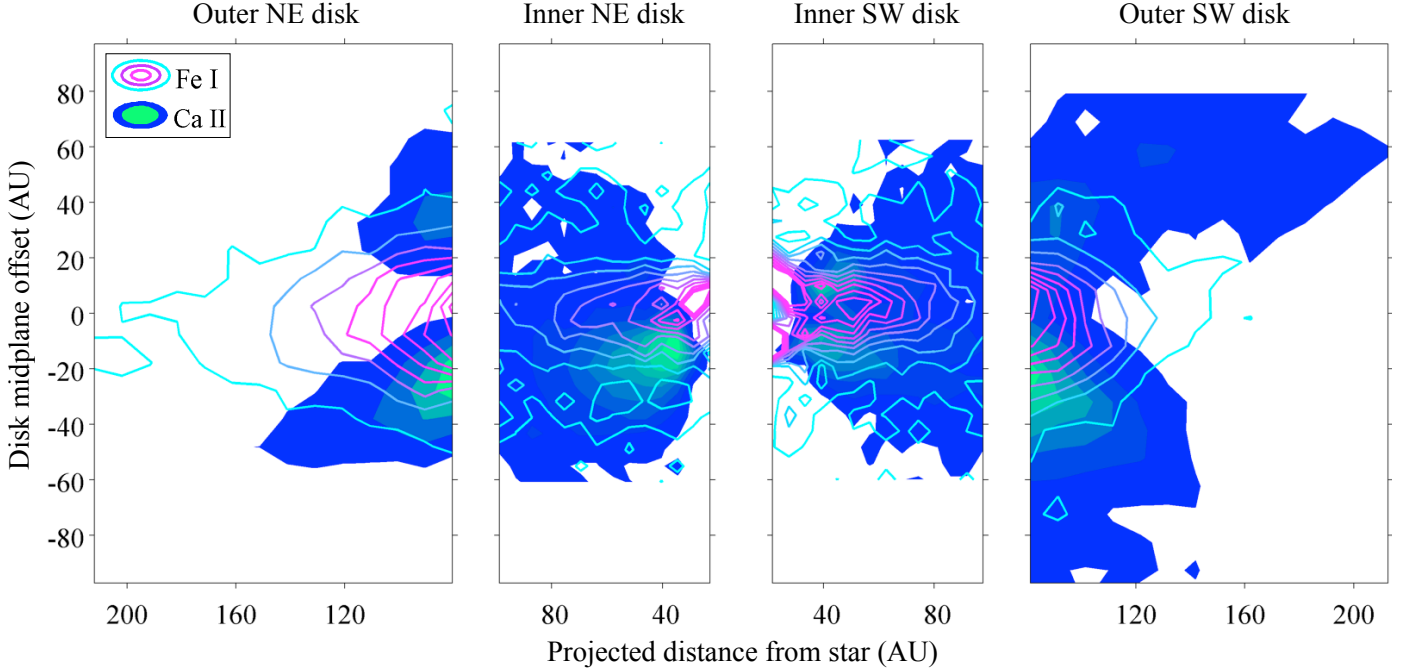 Outer NE disk Inner NE disk Inner SW disk Outer SW disk
Fe I
Ca II
80
60
40
20
0
-20
-40
-60
-80
Disk midplane offset (AU)
200 160 120 80 40 40 80 120 160 200
Projected distance from star (AU)